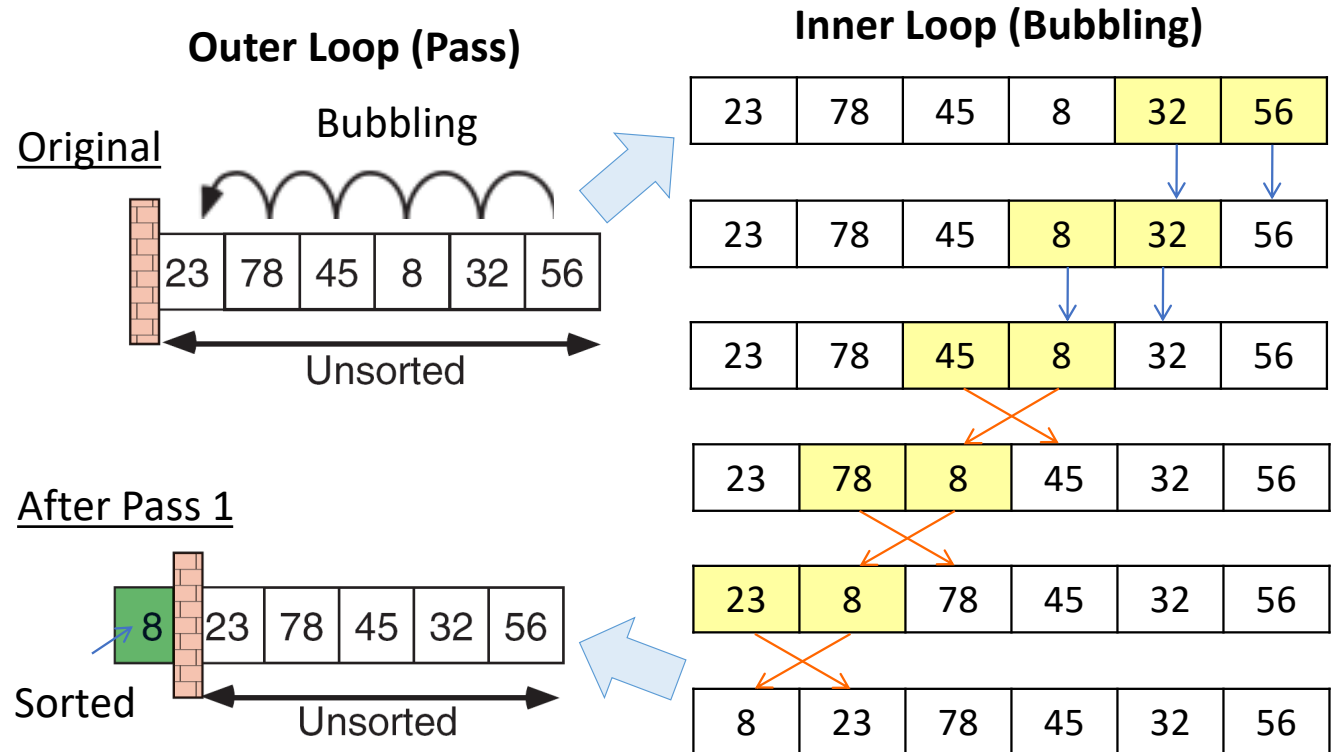 Outer Loop (Pass)
Original
Bubbling
23 78 45 8 32 56
Unsorted
After Pass 1
8 23 78 45 32 56
Sorted
Unsorted
Inner Loop (Bubbling)
23 78 45 8 32 56
23 78 45 8 32 56
23 78 45 8 32 56
23 78 8 45 32 56
23 8 78 45 32 56
8 23 78 45 32 56